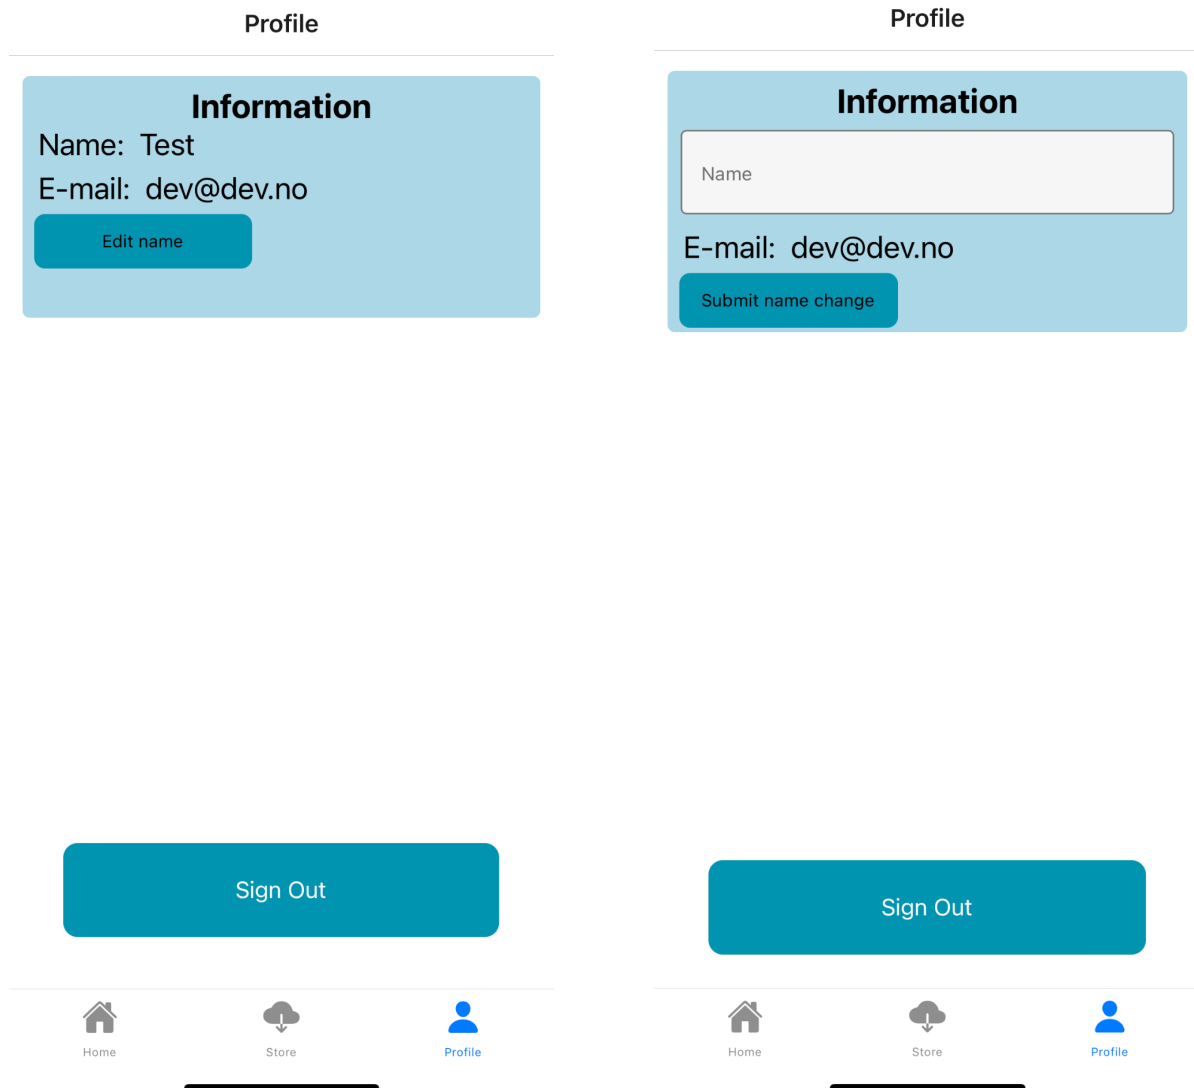 Profile
Information
Name: Test
E-mail: dev@dev.no
Edit name
Sign Out
Home
Store
Profile
Profile
Information
Name
E-mail: dev@dev.no
Submit name change
Sign Out
Home
Store
Profile